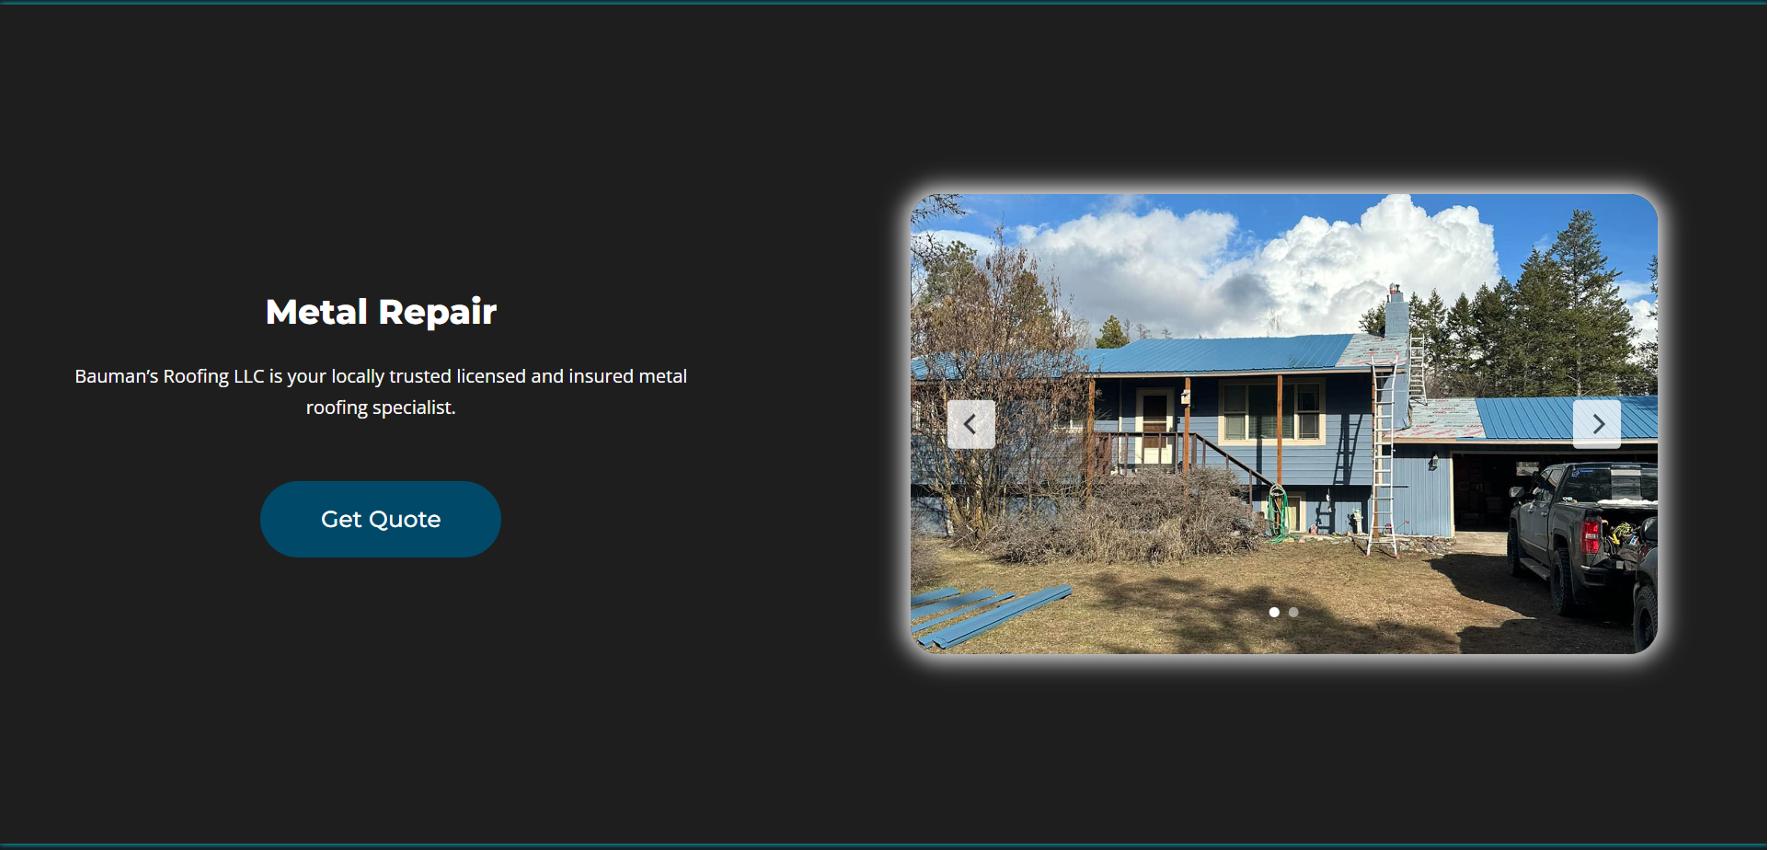 Metal Repair
Bauman’s Roofing LLC is your locally trusted licensed and insured metal
roofing specialist.
Get Quote